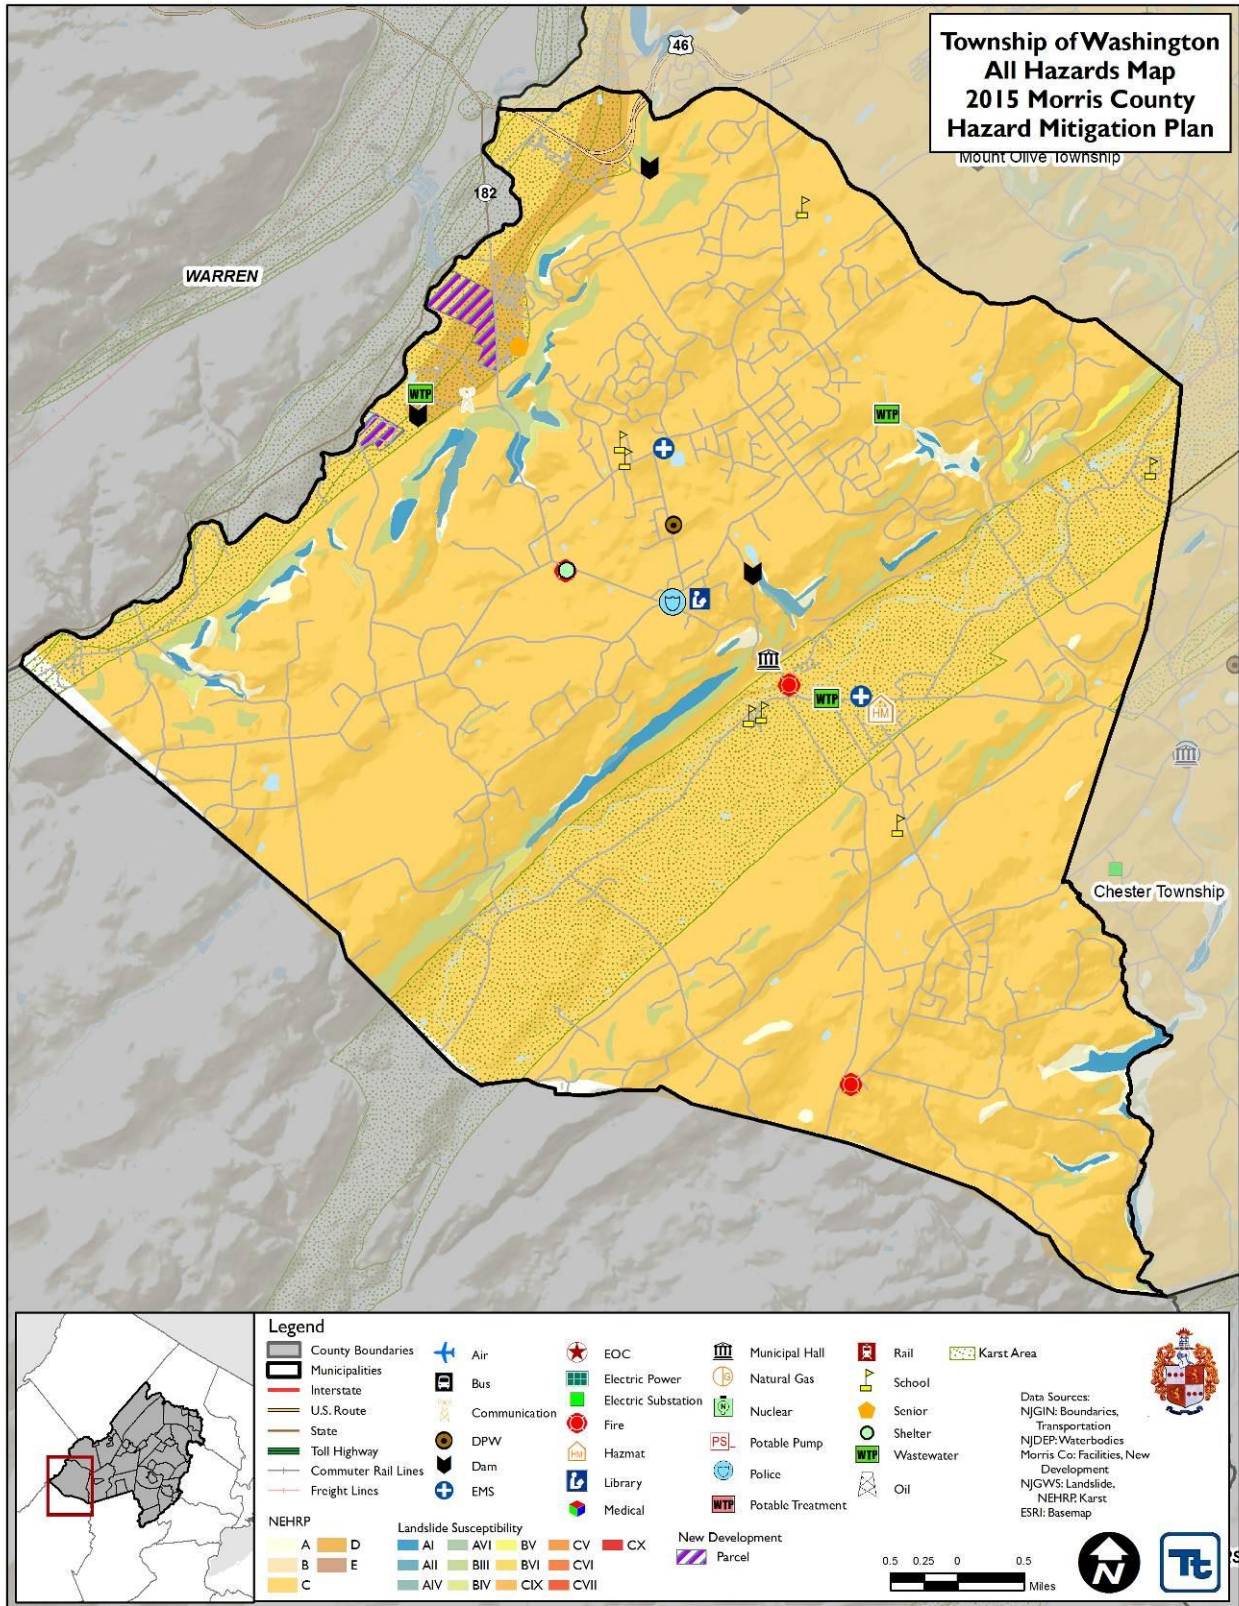 Township of Washington
All Hazards Map
2015 Morris County
Hazard Mitigation Plan
46
Mount Olive Township
182
WARREN
WTP
WTP
WTP
HM
Chester Township
Legend
County Boundaries
Municipalities
Interstate
U.S. Route
State
Toll Highway
Commuter Rail Lines
Freight Lines
Air
Bus
Communication
DPW
Dam
EMS
EOC
Electric Power
Electric Substation
Fire
HM Hazmat
Library
Medical
Municipal Hall
G Natural Gas
N Nuclear
PS Potable Pump
Police
WTP Potable Treatment
Rail
School
Senior
Shelter
WTP Wastewater
Oil
Karst Area
Data Sources:
NJGIN: Boundaries,
Transportation
NJDEP: Waterbodies
Morris Co: Facilities, New
Development
NJGWS: Landslide,
NEHRP, Karst
ESRI: Basemap
NEHRP
A D
B E
C
Landslide Susceptibility
AI AVI BV CV CX
AII BIII BVI CVI
AIV BIV CIX CVII
New Development
Parcel
0.5 0.25 0 0.5
Miles
N
Tt